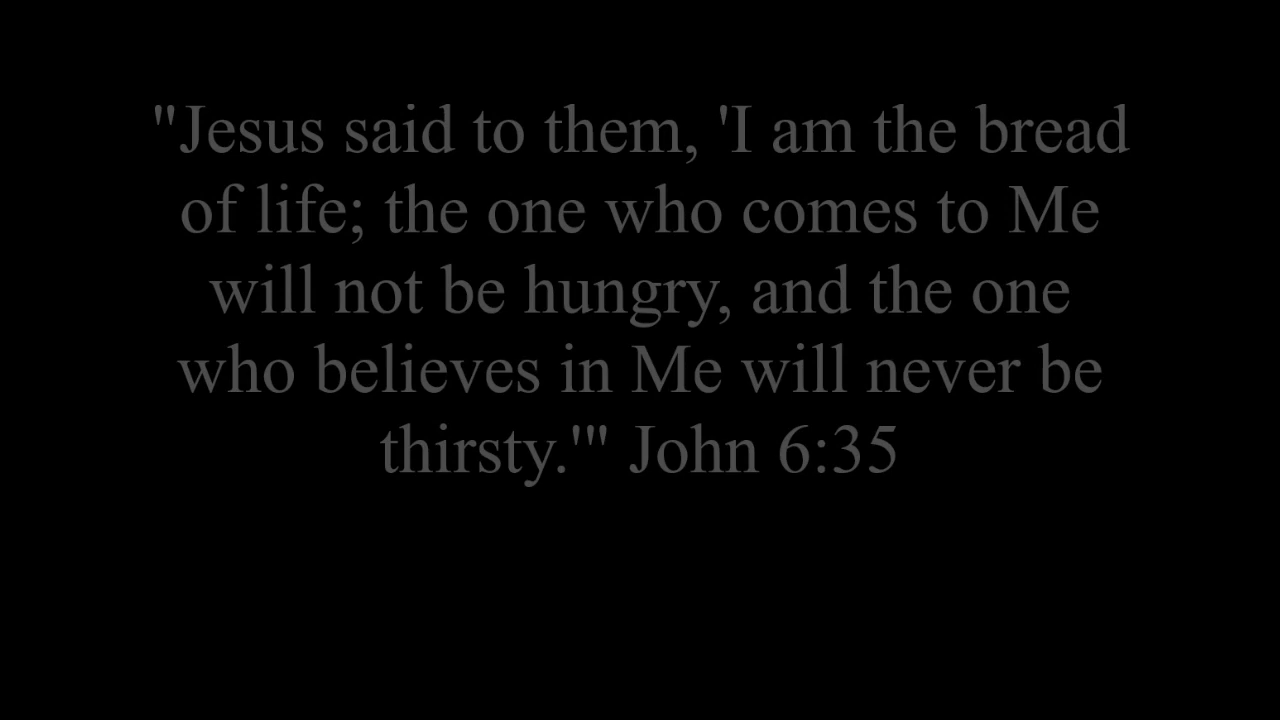 "Jesus said to them, 'I am the bread
of life; the one who comes to Me
will not be hungry, and the one
who believes in Me will never be
thirsty.'" John 6:35